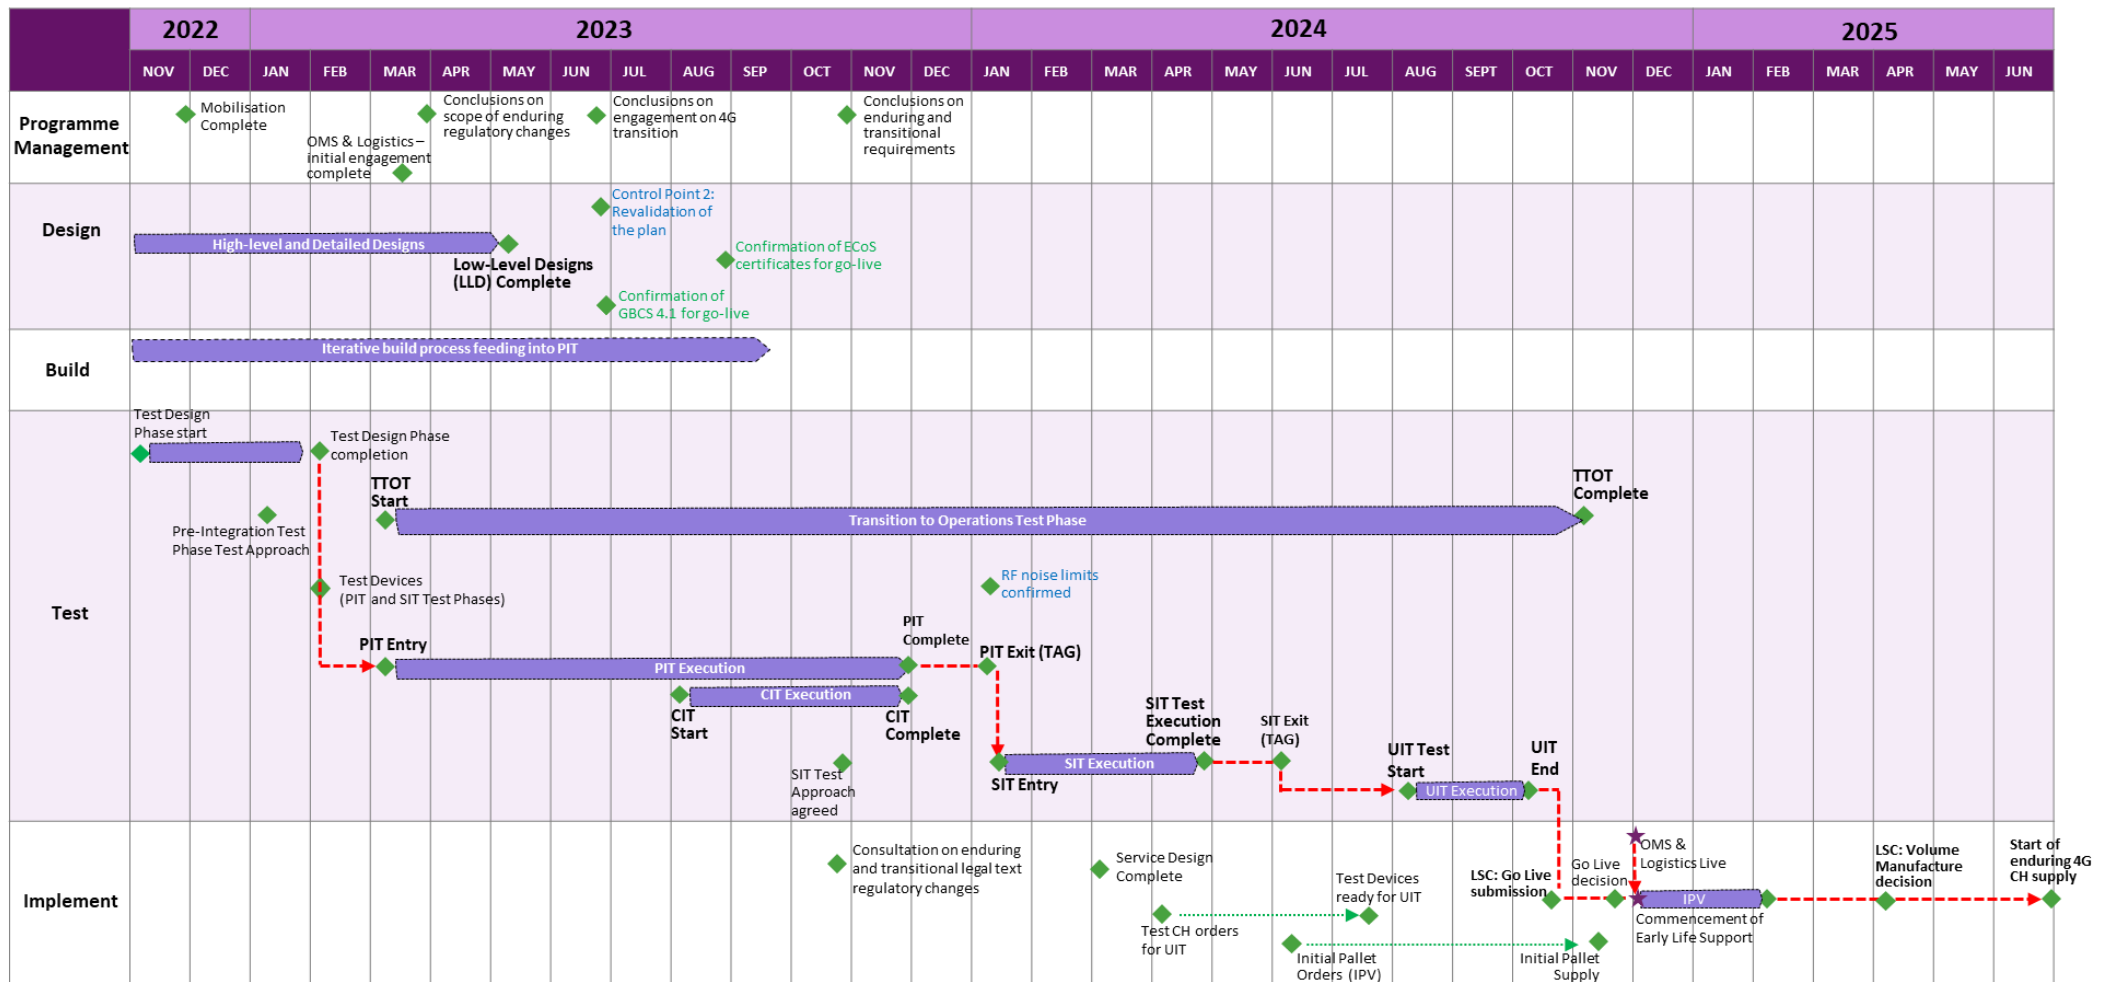 2022 2023 2024 2025
NOV DEC JAN FEB MAR APR MAY JUN JUL AUG SEP OCT NOV DEC JAN FEB MAR APR MAY JUN JUL AUG SEPT OCT NOV DEC JAN FEB MAR APR MAY JUN
Programme
Management
Mobilisation
Complete
OMS & Logistics –
initial engagement
complete
Conclusions on
scope of enduring
regulatory changes
Conclusions on
engagement on 4G
transition
Conclusions on
enduring and
transitional
requirements
Design
High-level and Detailed Designs
Low-Level Designs
(LLD) Complete
Control Point 2:
Revalidation of
the plan
Confirmation of ECoS
certificates for go-live
Confirmation of
GBCS 4.1 for go-live
Build
Iterative build process feeding into PIT
Test
Test Design
Phase start
Test Design Phase
completion
TTOT
Start
Transition to Operations Test Phase
TTOT
Complete
Pre-Integration Test
Phase Test Approach
Test Devices
(PIT and SIT Test Phases)
RF noise limits
confirmed
PIT Entry
PIT Execution
PIT
Complete
PIT Exit (TAG)
CIT Execution
CIT
Start
CIT
Complete
SIT Test
Approach
agreed
SIT Entry
SIT Execution
SIT Test
Execution
Complete
SIT Exit
(TAG)
UIT Test
Start
UIT Execution
UIT
End
Implement
Consultation on enduring
and transitional legal text
regulatory changes
Service Design
Complete
Test CH orders
for UIT
Test Devices
ready for UIT
Initial Pallet
Orders (IPV)
Initial Pallet
Supply
LSC: Go Live
submission
Go Live
decision
OMS &
Logistics Live
IPV
Commencement of
Early Life Support
LSC: Volume
Manufacture
decision
Start of
enduring 4G
CH supply